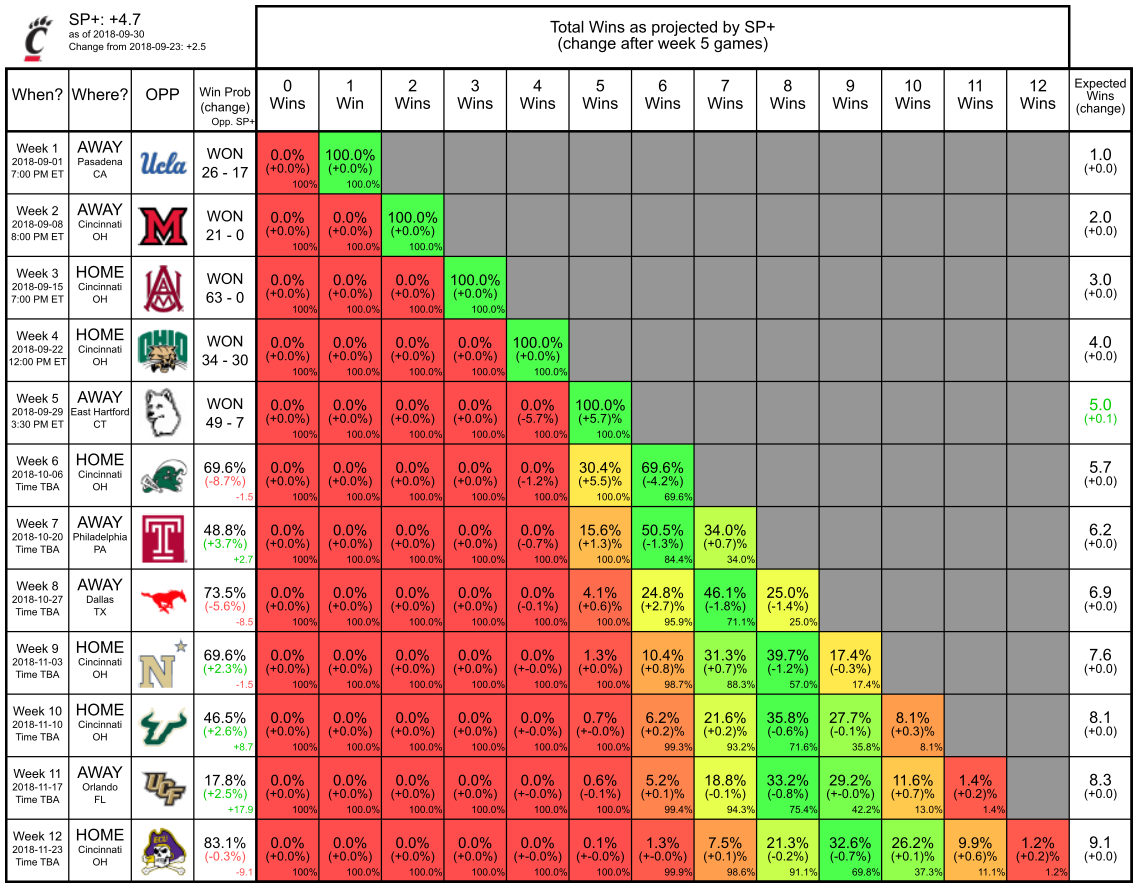 SP+: +4.7
as of 2018-09-30
Change from 2018-09-23: +2.5
Total Wins as projected by SP+
(change after week 5 games)
When? Where? OPP Win Prob (change) Opp. SP+ 0 Wins 1 Win 2 Wins 3 Wins 4 Wins 5 Wins 6 Wins 7 Wins 8 Wins 9 Wins 10 Wins 11 Wins 12 Wins Expected Wins (change)
Week 1 AWAY WON 0.0% 100.0% 1.0
2018-09-01 Pasadena Ucla 26 - 17 (+0.0%) (+0.0%) (+0.0)
7:00 PM ET CA 100% 100.0%
Week 2 AWAY WON 0.0% 0.0% 100.0% 2.0
2018-09-08 Cincinnati M 21 - 0 (+0.0%) (+0.0%) (+0.0%) (+0.0)
8:00 PM ET OH 100% 100.0% 100.0%
Week 3 HOME WON 0.0% 0.0% 0.0% 100.0% 3.0
2018-09-15 Cincinnati 63 - 0 (+0.0%) (+0.0%) (+0.0%) (+0.0%) (+0.0)
7:00 PM ET OH 100% 100.0% 100.0% 100.0%
Week 4 HOME WON 0.0% 0.0% 0.0% 0.0% 100.0% 4.0
2018-09-22 Cincinnati OHIO 34 - 30 (+0.0%) (+0.0%) (+0.0%) (+0.0%) (+0.0%) (+0.0)
12:00 PM ET OH 100% 100.0% 100.0% 100.0% 100.0%
Week 5 AWAY WON 0.0% 0.0% 0.0% 0.0% 0.0% 100.0% 5.0
2018-09-29 East Hartford 49 - 7 (+0.0%) (+0.0%) (+0.0%) (+0.0%) (-5.7%) (+5.7)% (+0.1)
3:30 PM ET CT 100% 100.0% 100.0% 100.0% 100.0% 100.0%
Week 6 HOME 69.6% 0.0% 0.0% 0.0% 0.0% 0.0% 30.4% 69.6% 5.7
2018-10-06 Cincinnati (-8.7%) (+0.0%) (+0.0%) (+0.0%) (+0.0%) (-1.2%) (+5.5)% (-4.2%) (+0.0)
Time TBA OH -1.5 100% 100.0% 100.0% 100.0% 100.0% 100.0% 69.6%
Week 7 AWAY 48.8% 0.0% 0.0% 0.0% 0.0% 0.0% 15.6% 50.5% 34.0% 6.2
2018-10-20 Philadelphia T (+3.7%) (+0.0%) (+0.0%) (+0.0%) (+0.0%) (-0.7%) (+1.3)% (-1.3%) (+0.7)% (+0.0)
Time TBA PA +2.7 100% 100.0% 100.0% 100.0% 100.0% 100.0% 84.4% 34.0%
Week 8 AWAY 73.5% 0.0% 0.0% 0.0% 0.0% 0.0% 4.1% 24.8% 46.1% 25.0% 6.9
2018-10-27 Dallas (-5.6%) (+0.0%) (+0.0%) (+0.0%) (+0.0%) (-0.1%) (+0.6)% (+2.7)% (-1.8%) (-1.4%) (+0.0)
Time TBA TX -8.5 100% 100.0% 100.0% 100.0% 100.0% 100.0% 95.9% 71.1% 25.0%
Week 9 HOME 69.6% 0.0% 0.0% 0.0% 0.0% 0.0% 1.3% 10.4% 31.3% 39.7% 17.4% 7.6
2018-11-03 Cincinnati N (+2.3%) (+0.0%) (+0.0%) (+0.0%) (+0.0%) (+-0.0%) (+0.0%) (+0.8)% (+0.7)% (-1.2%) (-0.3%) (+0.0)
Time TBA OH -1.5 100% 100.0% 100.0% 100.0% 100.0% 100.0% 98.7% 88.3% 57.0% 17.4%
Week 10 HOME 46.5% 0.0% 0.0% 0.0% 0.0% 0.0% 0.7% 6.2% 21.6% 35.8% 27.7% 8.1% 8.1
2018-11-10 Cincinnati (+2.6%) (+0.0%) (+0.0%) (+0.0%) (+0.0%) (+-0.0%) (+-0.0%) (+0.2)% (+0.2)% (-0.6%) (-0.1%) (+0.3)% (+0.0)
Time TBA OH +8.7 100% 100.0% 100.0% 100.0% 100.0% 100.0% 99.3% 93.2% 71.6% 35.8% 8.1%
Week 11 AWAY 17.8% 0.0% 0.0% 0.0% 0.0% 0.0% 0.6% 5.2% 18.8% 33.2% 29.2% 11.6% 1.4% 8.3
2018-11-17 Orlando UCF (+2.5%) (+0.0%) (+0.0%) (+0.0%) (+0.0%) (+-0.0%) (-0.1%) (+0.1)% (-0.1%) (-0.8%) (+-0.0%) (+0.7)% (+0.2)% (+0.0)
Time TBA FL +17.9 100% 100.0% 100.0% 100.0% 100.0% 100.0% 99.4% 94.3% 75.4% 42.2% 13.0% 1.4%
Week 12 HOME 83.1% 0.0% 0.0% 0.0% 0.0% 0.0% 0.1% 1.3% 7.5% 21.3% 32.6% 26.2% 9.9% 1.2% 9.1
2018-11-23 Cincinnati ECU (-0.3%) (+0.0%) (+0.0%) (+0.0%) (+0.0%) (+-0.0%) (+-0.0%) (+-0.0%) (+0.1)% (-0.2%) (-0.7%) (+0.1)% (+0.6)% (+0.2)% (+0.0)
Time TBA OH -9.1 100% 100.0% 100.0% 100.0% 100.0% 100.0% 99.9% 98.6% 91.1% 69.8% 37.3% 11.1% 1.2%